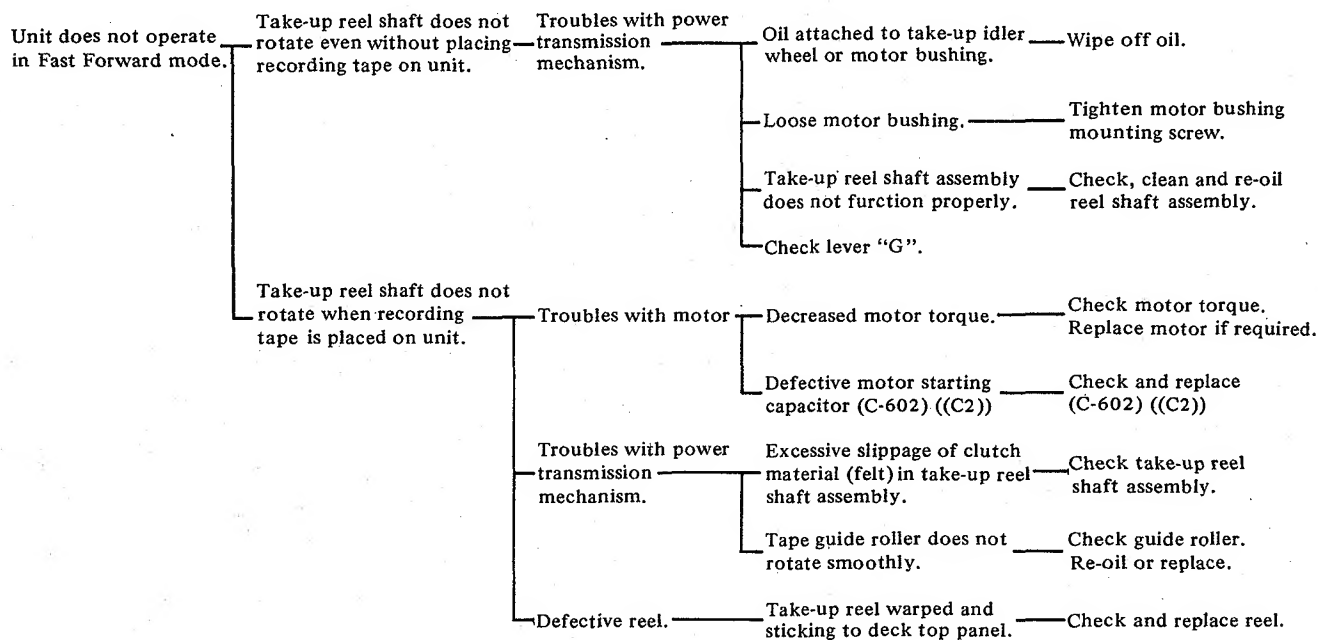 Unit does not operate
in Fast Forward mode.
Take-up reel shaft does not
rotate even without placing
recording tape on unit.
Troubles with power
transmission
mechanism.
Oil attached to take-up idler
wheel or motor bushing.
Wipe off oil.
Loose motor bushing.
Tighten motor bushing
mounting screw.
Take-up reel shaft assembly
does not furction properly.
Check, clean and re-oil
reel shaft assembly.
Check lever “G”.
Take-up reel shaft does not
rotate when recording
tape is placed on unit.
Troubles with motor
Decreased motor torque.
Check motor torque.
Replace motor if required.
Defective motor starting
capacitor (C-602) ((C2))
Check and replace
(C-602) ((C2))
Troubles with power
transmission
mechanism.
Excessive slippage of clutch
material (felt) in take-up reel
shaft assembly.
Check take-up reel
shaft assembly.
Tape guide roller does not
rotate smoothly.
Check guide roller.
Re-oil or replace.
Defective reel.
Take-up reel warped and
sticking to deck top panel.
Check and replace reel.